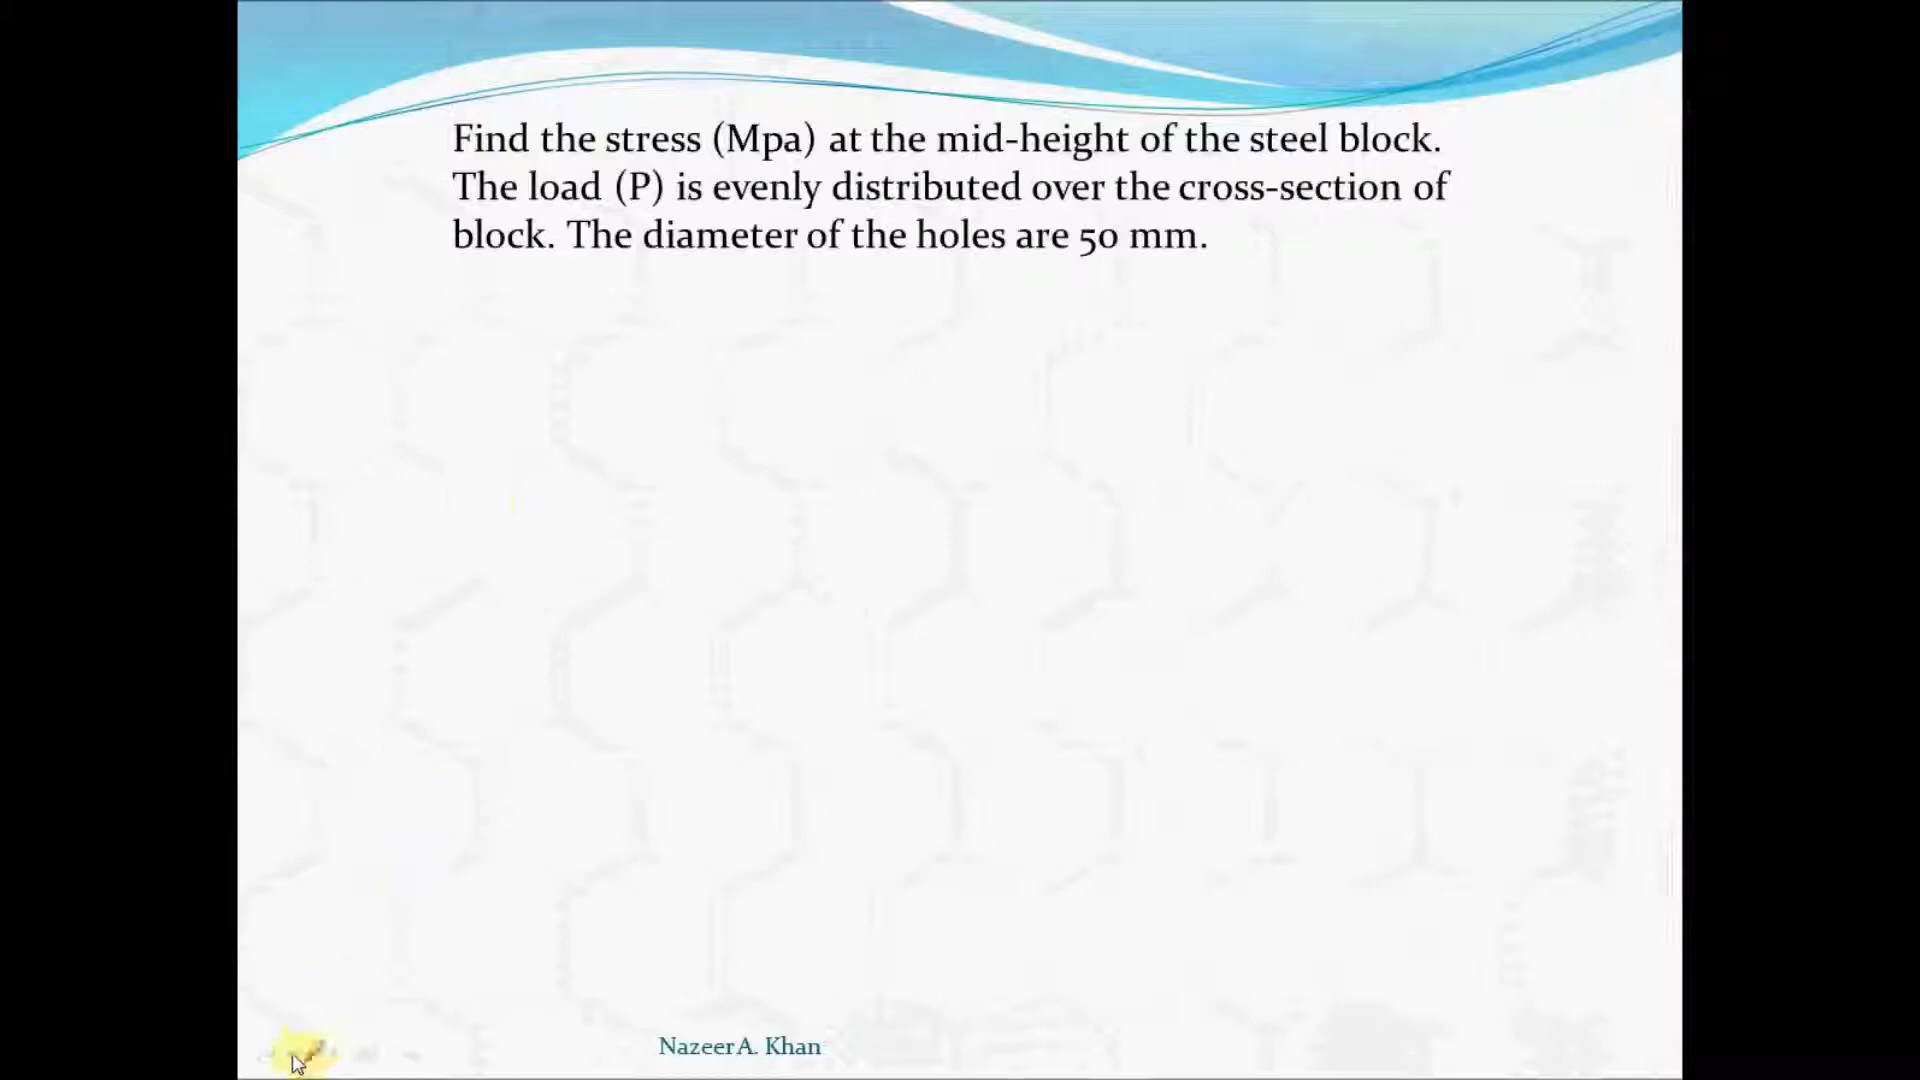 Find the stress (Mpa) at the mid-height of the steel block.
The load (P) is evenly distributed over the cross-section of
block. The diameter of the holes are 50 mm.
Nazeer A. Khan